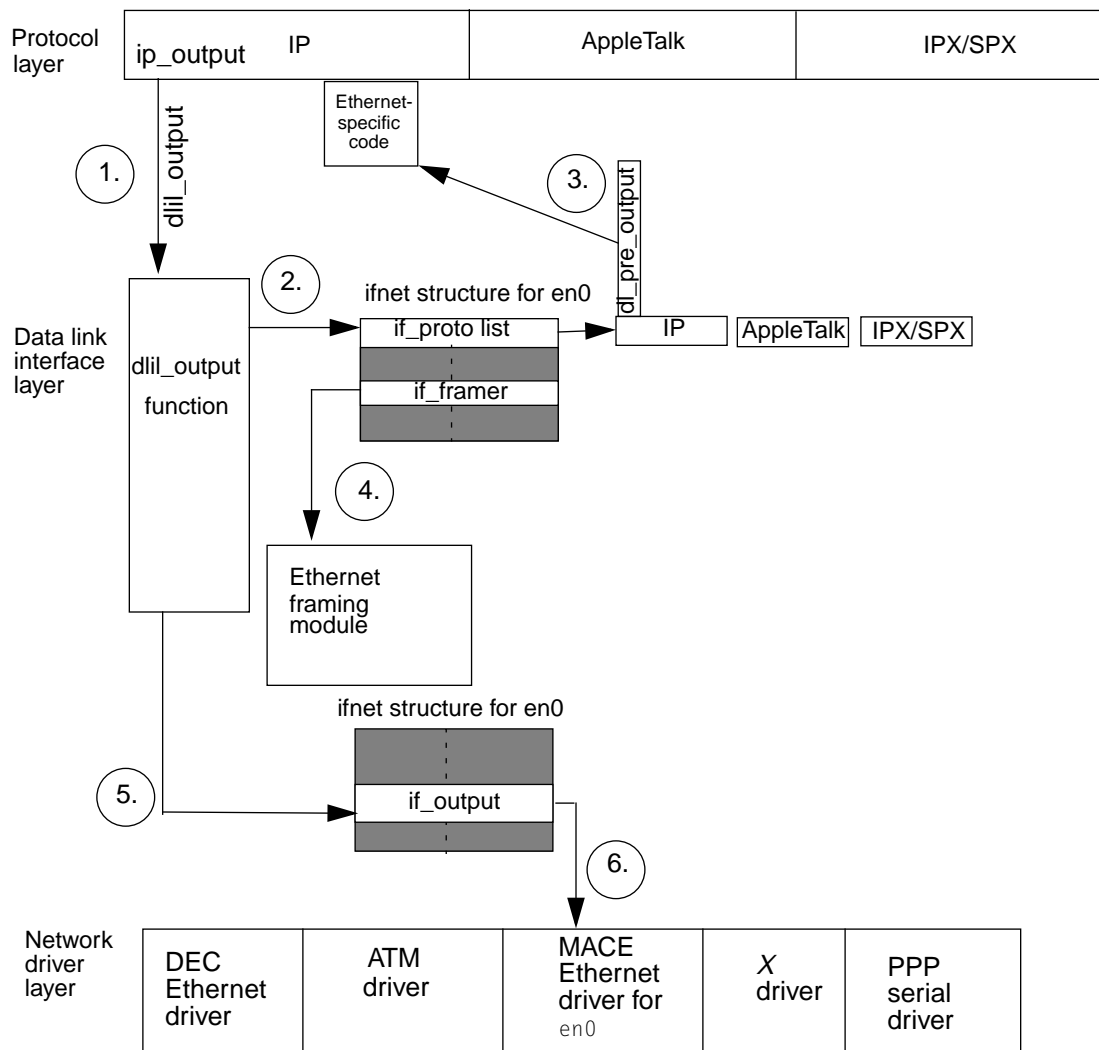 Protocol
layer
ip_output
IP
AppleTalk
IPX/SPX
Ethernet-
specific
code
1.
dlil_output
3.
dl_pre_output
2.
ifnet structure for en0
if_proto list
IP
AppleTalk
IPX/SPX
Data link
interface
layer
dlil_output
function
if_framer
4.
Ethernet
framing
module
ifnet structure for en0
5.
if_output
6.
Network
driver
layer
DEC
Ethernet
driver
ATM
driver
MACE
Ethernet
driver for
en0
X
driver
PPP
serial
driver